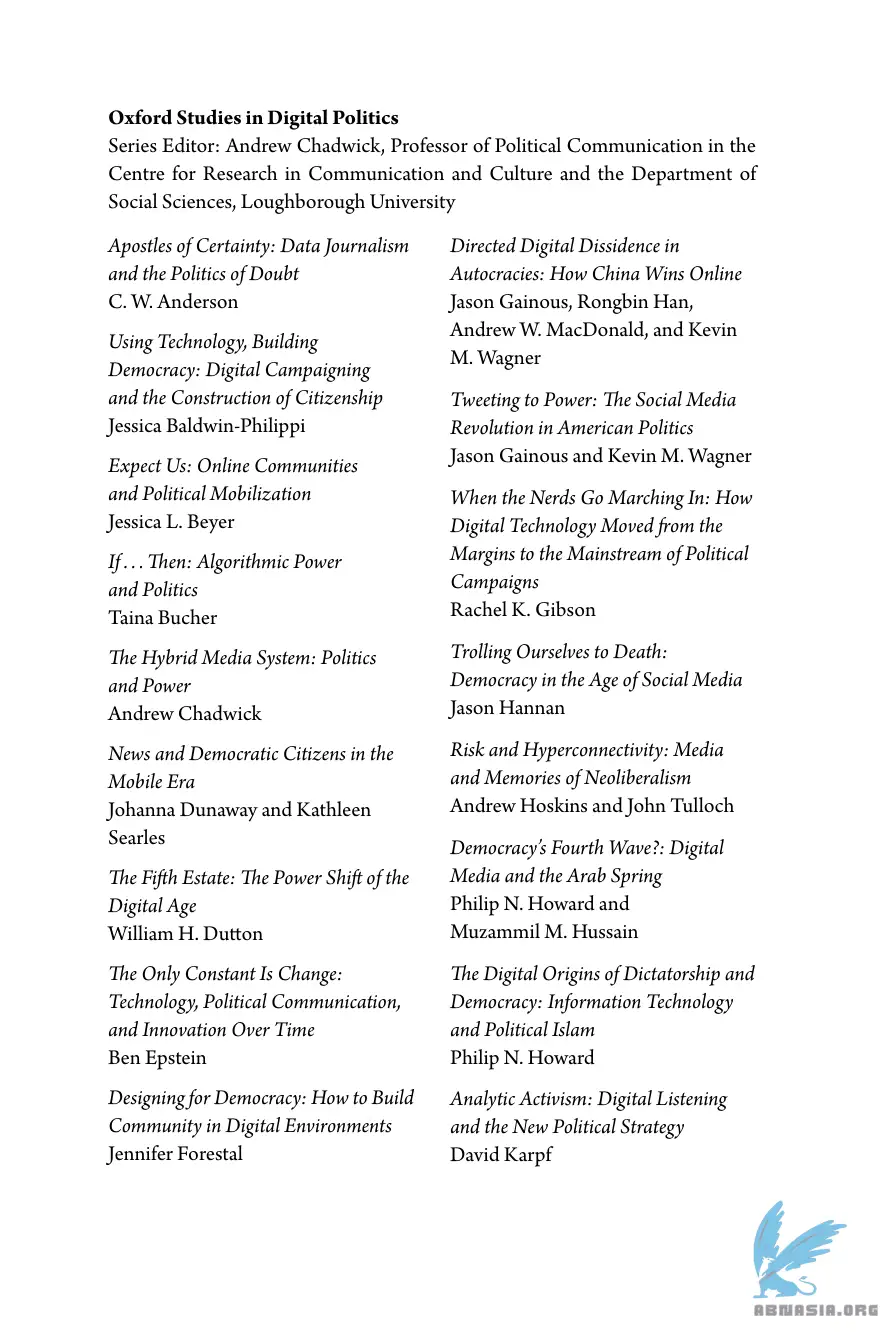 Oxford Studies in Digital Politics
Series Editor: Andrew Chadwick, Professor of Political Communication in the
Centre for Research in Communication and Culture and the Department of
Social Sciences, Loughborough University
Apostles of Certainty: Data Journalism
and the Politics of Doubt
C. W. Anderson
Using Technology, Building
Democracy: Digital Campaigning
and the Construction of Citizenship
Jessica Baldwin-Philippi
Expect Us: Online Communities
and Political Mobilization
Jessica L. Beyer
If . . . Then: Algorithmic Power
and Politics
Taina Bucher
The Hybrid Media System: Politics
and Power
Andrew Chadwick
News and Democratic Citizens in the
Mobile Era
Johanna Dunaway and Kathleen
Searles
The Fifth Estate: The Power Shift of the
Digital Age
William H. Dutton
The Only Constant Is Change:
Technology, Political Communication,
and Innovation Over Time
Ben Epstein
Designing for Democracy: How to Build
Community in Digital Environments
Jennifer Forestal
Directed Digital Dissidence in
Autocracies: How China Wins Online
Jason Gainous, Rongbin Han,
Andrew W. MacDonald, and Kevin
M. Wagner
Tweeting to Power: The Social Media
Revolution in American Politics
Jason Gainous and Kevin M. Wagner
When the Nerds Go Marching In: How
Digital Technology Moved from the
Margins to the Mainstream of Political
Campaigns
Rachel K. Gibson
Trolling Ourselves to Death:
Democracy in the Age of Social Media
Jason Hannan
Risk and Hyperconnectivity: Media
and Memories of Neoliberalism
Andrew Hoskins and John Tulloch
Democracy’s Fourth Wave?: Digital
Media and the Arab Spring
Philip N. Howard and
Muzammil M. Hussain
The Digital Origins of Dictatorship and
Democracy: Information Technology
and Political Islam
Philip N. Howard
Analytic Activism: Digital Listening
and the New Political Strategy
David Karpf
ABNASIA.ORG